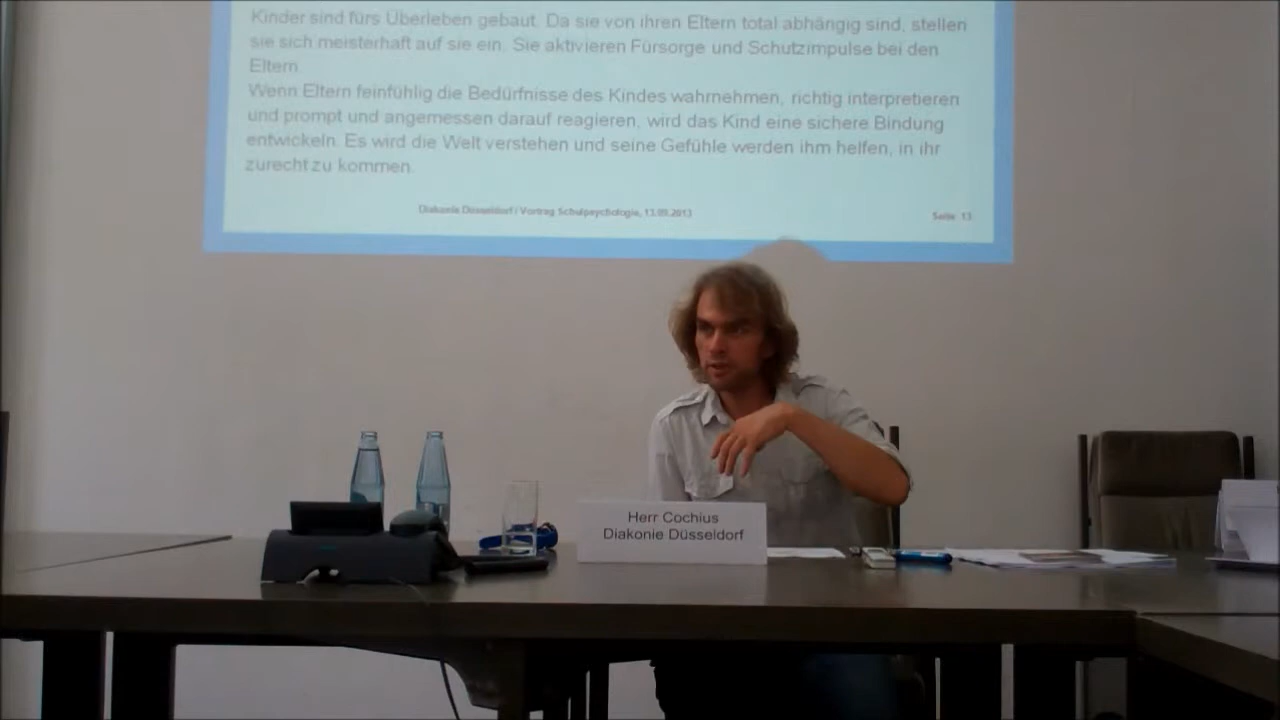 Kinder sind fürs Überleben gebaut. Da sie von ihren Eltern total abhängig sind, stellen
sie sich meisterhaft auf sie ein. Sie aktivieren Fürsorge und Schutzimpulse bei den
Eltern.
Wenn Eltern feinfühlig die Bedürfnisse des Kindes wahrnehmen, richtig interpretieren
und prompt und angemessen darauf reagieren, wird das Kind eine sichere Bindung
entwickeln. Es wird die Welt verstehen und seine Gefühle werden ihm helfen, in ihr
zurecht zu kommen.
Diakonie Düsseldorf / Vortrag Schulpsychologie, 13.09.2013
Seite 13
Herr Cochius
Diakonie Düsseldorf